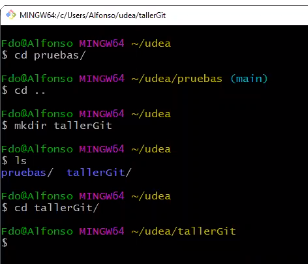 MINGW64:/c/Users/Alfonso/udea/tallerGit
Fdo@Alfonso MINGW64 ~/udea
$ cd pruebas/
Fdo@Alfonso MINGW64 ~/udea/pruebas (main)
$ cd ..
Fdo@Alfonso MINGW64 ~/udea
$ mkdir tallerGit
Fdo@Alfonso MINGW64 ~/udea
$ ls
pruebas/  tallerGit/
Fdo@Alfonso MINGW64 ~/udea
$ cd tallerGit/
Fdo@Alfonso MINGW64 ~/udea/tallerGit
$